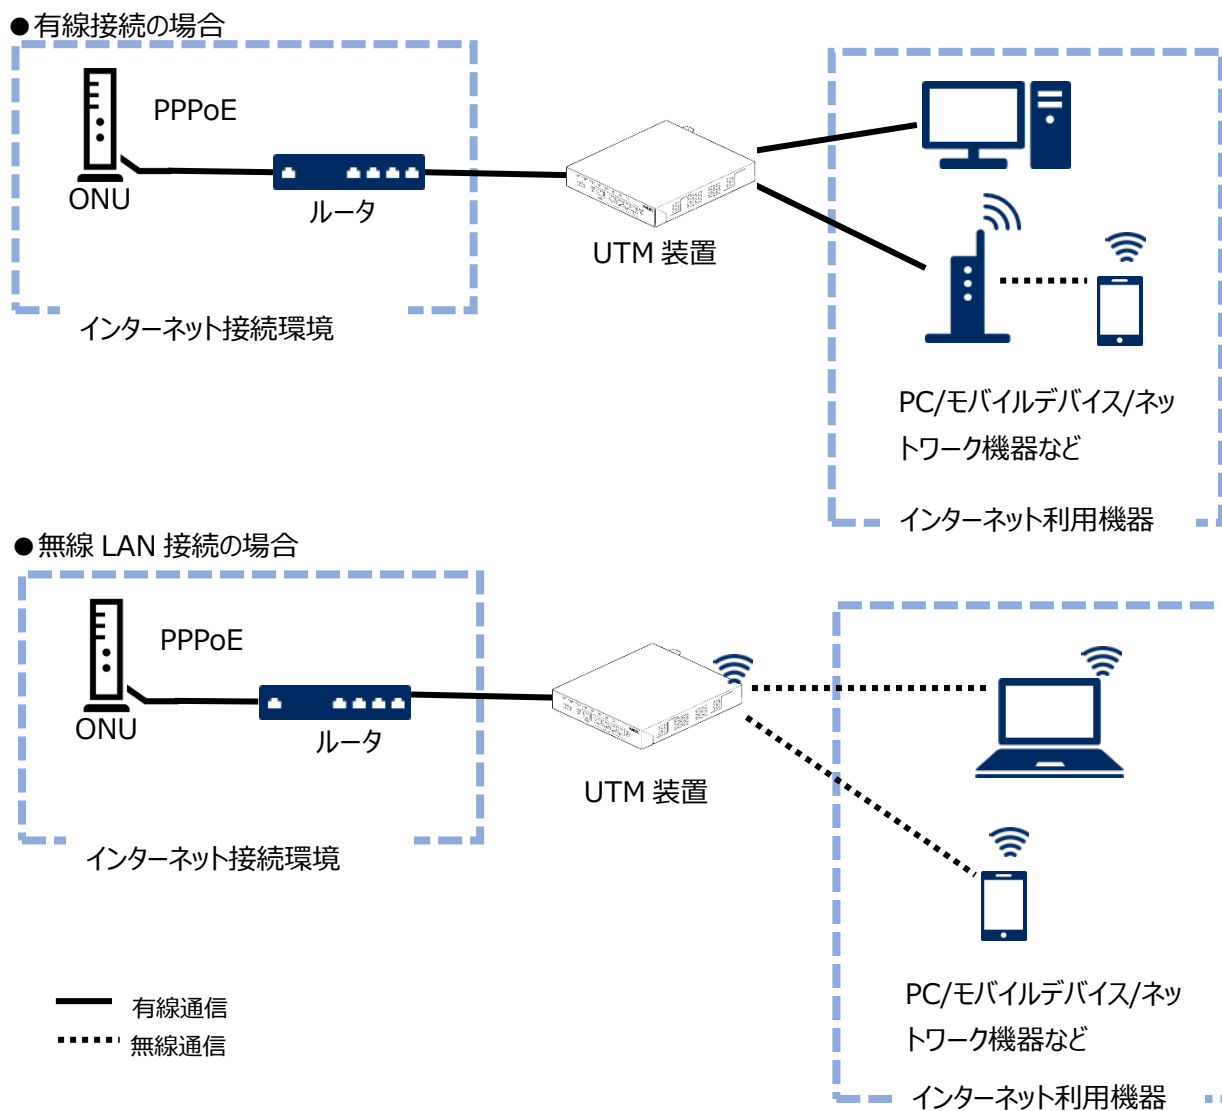 ●有線接続の場合
PPPoE
ONU
ルータ
UTM 装置
インターネット接続環境
PC/モバイルデバイス/ネッ
トワーク機器など
インターネット利用機器
●無線 LAN 接続の場合
PPPoE
ONU
ルータ
UTM 装置
インターネット接続環境
PC/モバイルデバイス/ネッ
トワーク機器など
インターネット利用機器
有線通信
無線通信